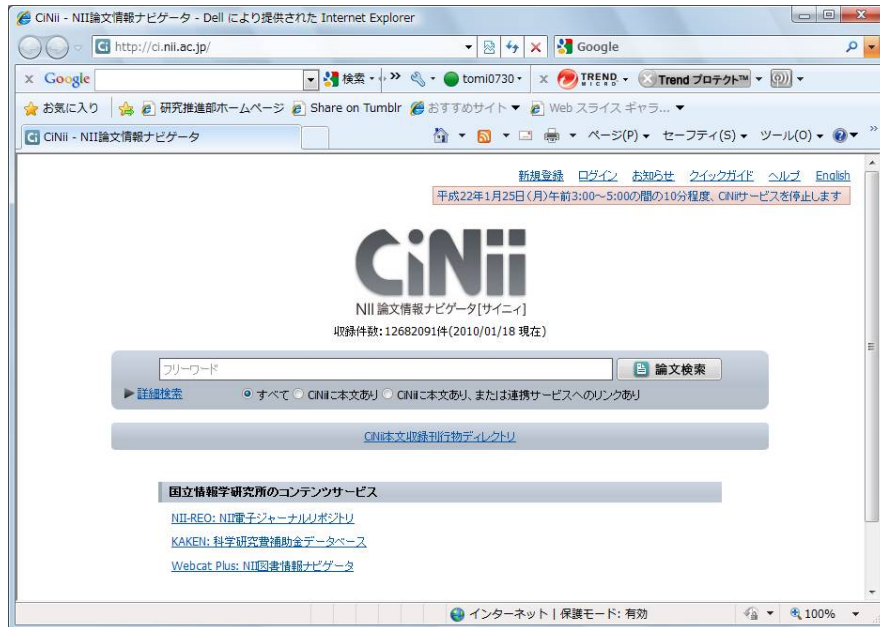 CiNii - NII論文情報ナビゲータ - Dell により提供された Internet Explorer
http://ci.nii.ac.jp/
Google
x Google
検索
tomi0730
x TREND MICRO
Trend プロテクト™
お気に入り
研究推進部ホームページ
Share on Tumblr
おすすめサイト
Web スライス ギャラ...
CiNii - NII論文情報ナビゲータ
ページ(P)
セーフティ(S)
ツール(O)
新規登録 ログイン お知らせ クイックガイド ヘルプ English
平成22年1月25日(月)午前3:00～5:00の間の10分程度、CiNiiサービスを停止します
CiNii
NII 論文情報ナビゲータ[サイニィ]
収録件数:12682091件(2010/01/18 現在)
フリーワード
論文検索
詳細検索
すべて CiNiiに本文あり CiNiiに本文あり、または連携サービスへのリンクあり
CiNii本文収録刊行物ディレクトリ
国立情報学研究所のコンテンツサービス
NII-REO: NII電子ジャーナルリポジトリ
KAKEN: 科学研究費補助金データベース
Webcat Plus: NII図書情報ナビゲータ
インターネット | 保護モード: 有効
100%